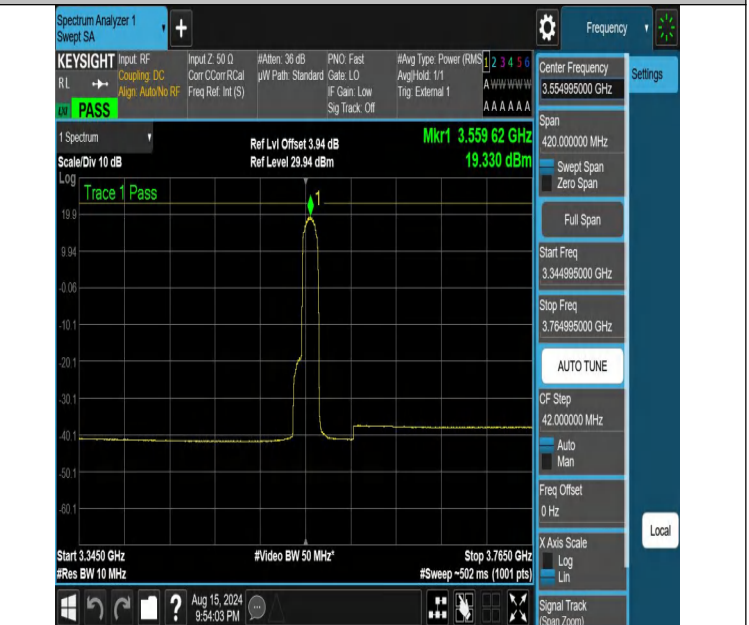 Spectrum Analyzer 1
Swept SA
+
Frequency
KEYSIGHT
RL
LXI
PASS
Input: RF
Coupling: DC
Align: Auto/No RF
Input Z: 50 Ω
Corr CCorr RCal
Freq Ref: Int (S)
#Atten: 36 dB
µW Path: Standard
PNO: Fast
Gate: LO
IF Gain: Low
Sig Track: Off
#Avg Type: Power (RMS
Avg|Hold: 1/1
Trig: External 1
1 2 3 4 5 6
A W W W W W
A A A A A A
1 Spectrum
Scale/Div 10 dB
Log
Ref Lvl Offset 3.94 dB
Ref Level 29.94 dBm
Mkr1 3.559 62 GHz
19.330 dBm
Trace 1 Pass
1
19.9
9.94
-0.06
-10.1
-20.1
-30.1
-40.1
-50.1
-60.1
Start 3.3450 GHz
#Res BW 10 MHz
#Video BW 50 MHz*
Stop 3.7650 GHz
#Sweep ~502 ms (1001 pts)
?
Aug 15, 2024
9:54:03 PM
Center Frequency
3.554995000 GHz
Settings
Span
420.000000 MHz
Swept Span
Zero Span
Full Span
Start Freq
3.344995000 GHz
Stop Freq
3.764995000 GHz
AUTO TUNE
CF Step
42.000000 MHz
Auto
Man
Freq Offset
0 Hz
Local
X Axis Scale
Log
Lin
Signal Track
(Span Zoom)